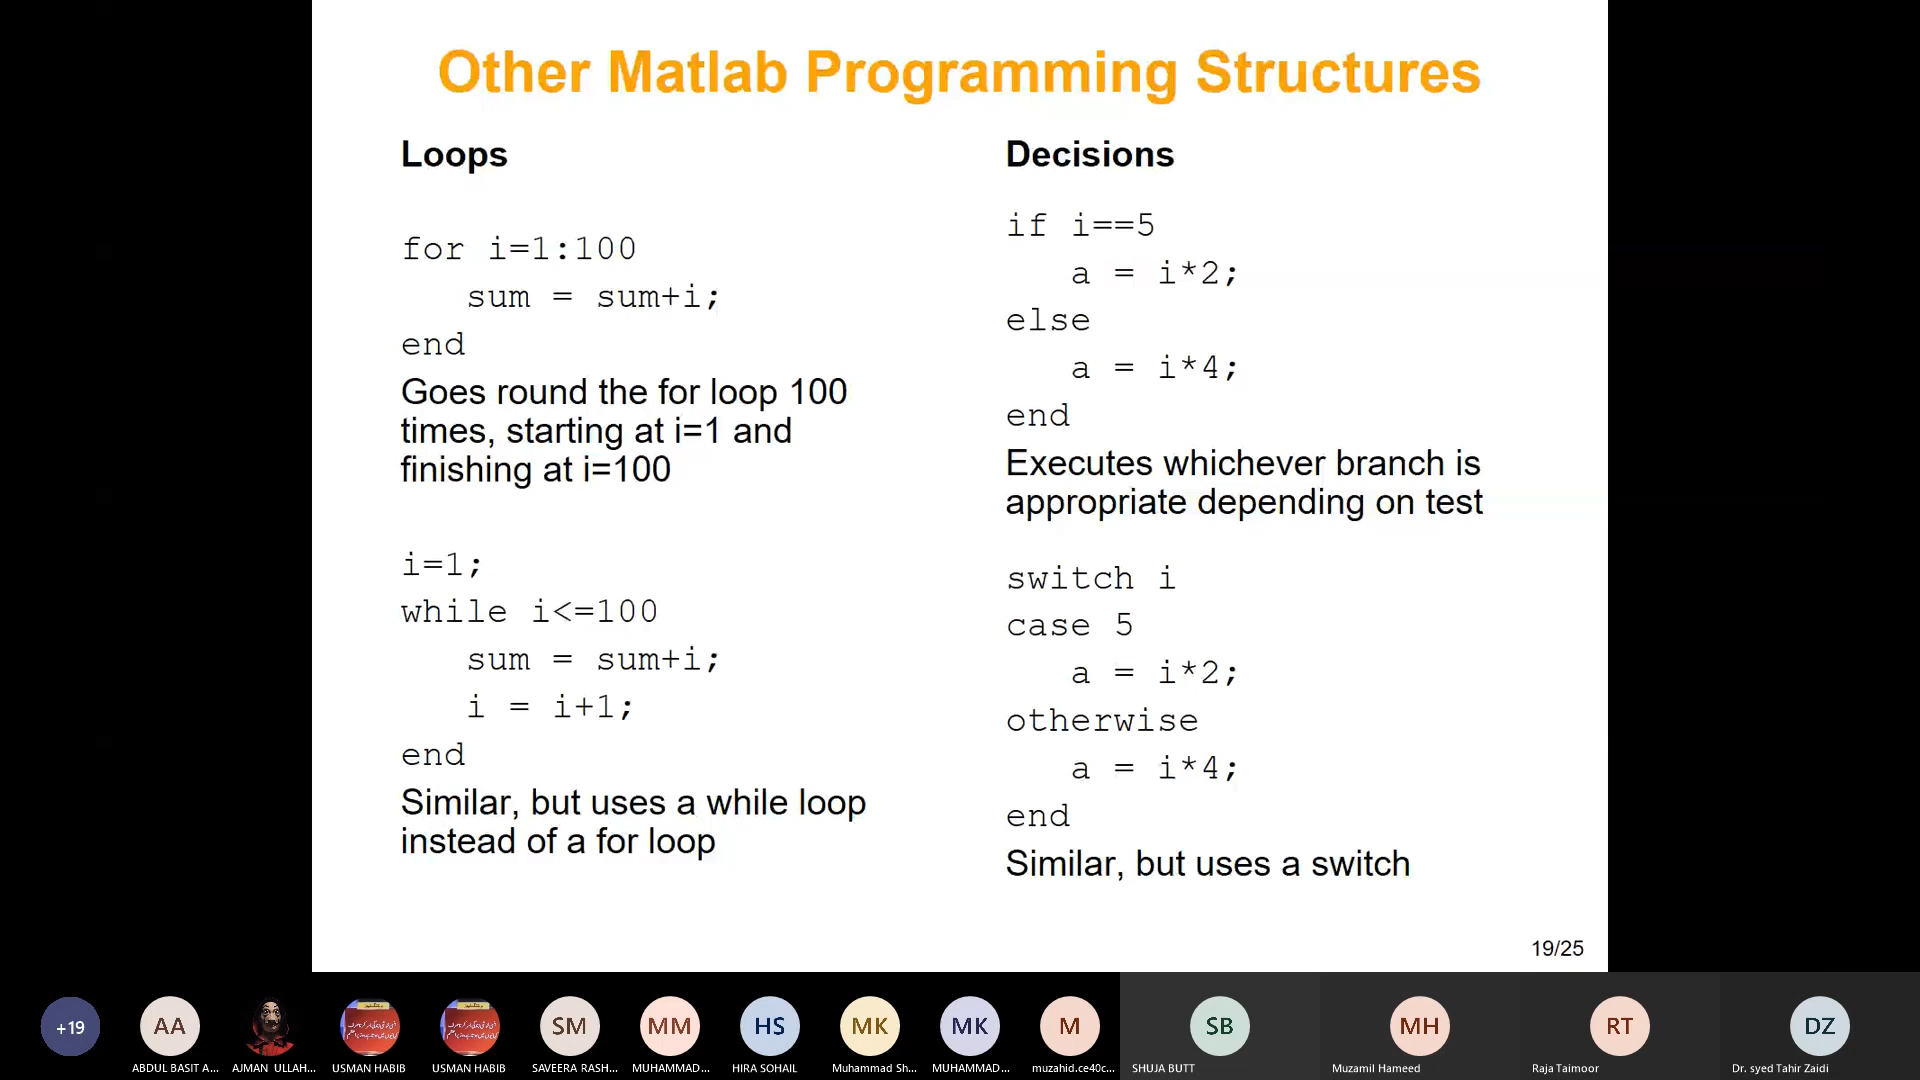 Other Matlab Programming Structures
Loops
for i=1:100
sum = sum+i;
end
Goes round the for loop 100
times, starting at i=1 and
finishing at i=100
i=1;
while i<=100
sum = sum+i;
i = i+1;
end
Similar, but uses a while loop
instead of a for loop
Decisions
if i==5
a = i*2;
else
a = i*4;
end
Executes whichever branch is
appropriate depending on test
switch i
case 5
a = i*2;
otherwise
a = i*4;
end
Similar, but uses a switch
19/25
+19
AA
SM
MM
HS
MK
MK
M
SB
MH
RT
DZ
ABDUL BASIT A...
AJMAN ULLAH...
USMAN HABIB
USMAN HABIB
SAVEERA RASH...
MUHAMMAD...
HIRA SOHAIL
Muhammad Sh...
MUHAMMAD...
muzahid.ce40c...
SHUJA BUTT
Muzamil Hameed
Raja Taimoor
Dr. syed Tahir Zaidi